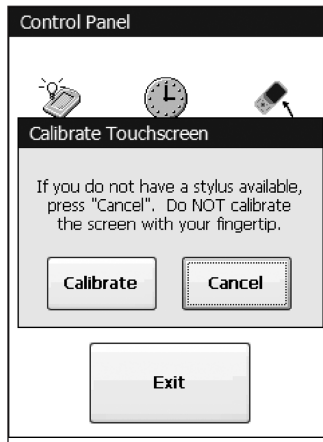 Control Panel
Calibrate Touchscreen
If you do not have a stylus available,
press "Cancel". Do NOT calibrate
the screen with your fingertip.
Calibrate Cancel
Exit